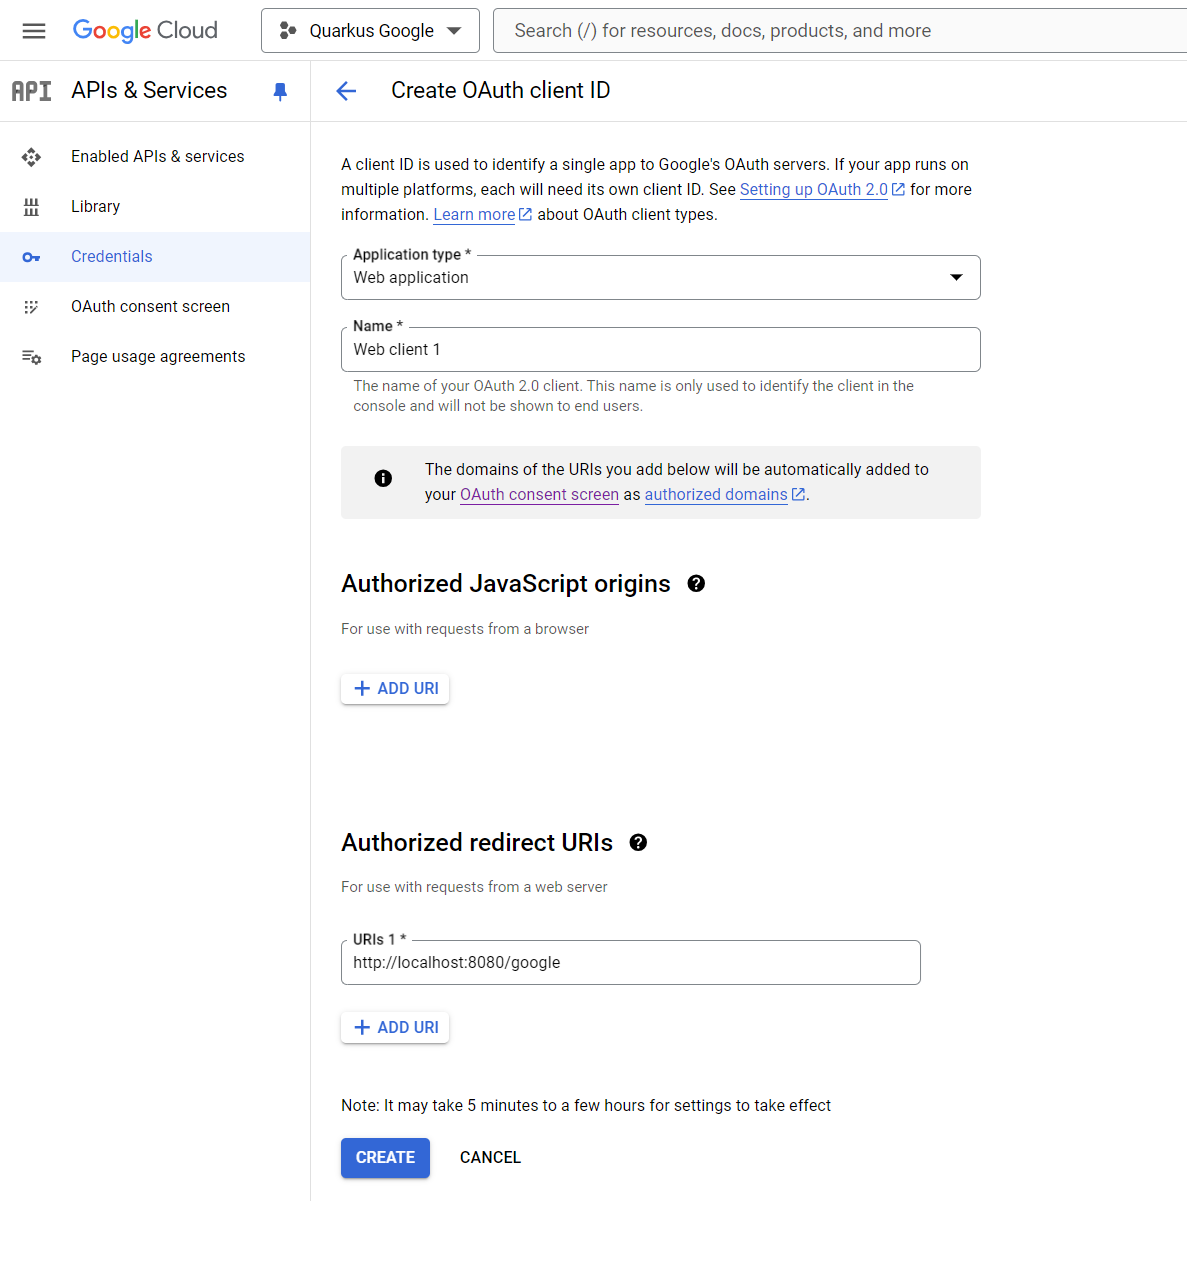 Google Cloud
Quarkus Google
Search (/) for resources, docs, products, and more
API
APIs & Services
Create OAuth client ID
Enabled APIs & services
Library
Credentials
OAuth consent screen
Page usage agreements
A client ID is used to identify a single app to Google's OAuth servers. If your app runs on
multiple platforms, each will need its own client ID. See Setting up OAuth 2.0 for more
information. Learn more about OAuth client types.
Application type *
Web application
Name *
Web client 1
The name of your OAuth 2.0 client. This name is only used to identify the client in the
console and will not be shown to end users.
The domains of the URIs you add below will be automatically added to
your OAuth consent screen as authorized domains.
Authorized JavaScript origins
For use with requests from a browser
+ ADD URI
Authorized redirect URIs
For use with requests from a web server
URIs 1 *
http://localhost:8080/google
+ ADD URI
Note: It may take 5 minutes to a few hours for settings to take effect
CREATE
CANCEL